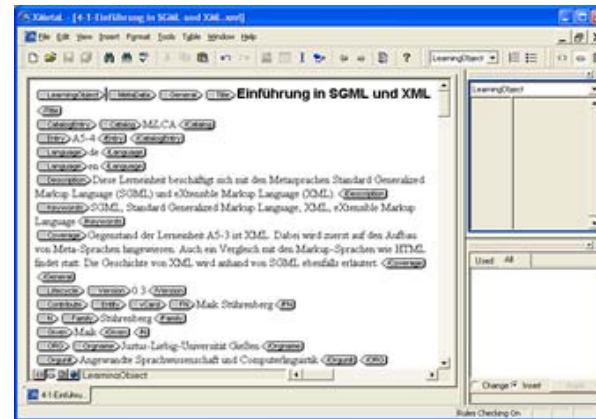 XMetaL - [4-1-Einführung in SGML und XML.xml]
File Edit View Insert Format Tools Table Window Help
LearningObject
LearningObject MetaData General Title Einführung in SGML und XML
Title
CatalogEntry Catalog MZ.CA Catalog
Entry A5-4 Entry CatalogEntry
Language de Language
Language en Language
Description Diese Lerneinheit beschäftigt sich mit den Metasprachen Standard Generalized
Markup Language (SGML) und eXtensible Markup Language (XML). Description
Keywords SGML, Standard Generalized Markup Language, XML, eXtensible Markup
Language Keywords
Coverage Gegenstand der Lerneinheit A5-3 ist XML. Dabei wird zuerst auf den Aufbau
von Meta-Sprachen hingewiesen. Auch ein Vergleich mit den Markup-Sprachen wie HTML
findet statt. Die Geschichte von XML wird anhand von SGML ebenfalls erläutert. Coverage
General
Lifecycle Version 0.3 Version
Contribute Entity vCard FN Maik Stührenberg FN
N Family Stührenberg Family
Given Maik Given N
ORG Orgname Justus-Liebig-Universität Gießen Orgname
Orgunit Angewandte Sprachwissenschaft und Computerlinguistik Orgunit ORG
LearningObject
4-1-Einführu...
LearningObject
Used All
Change Insert
Rules Checking On